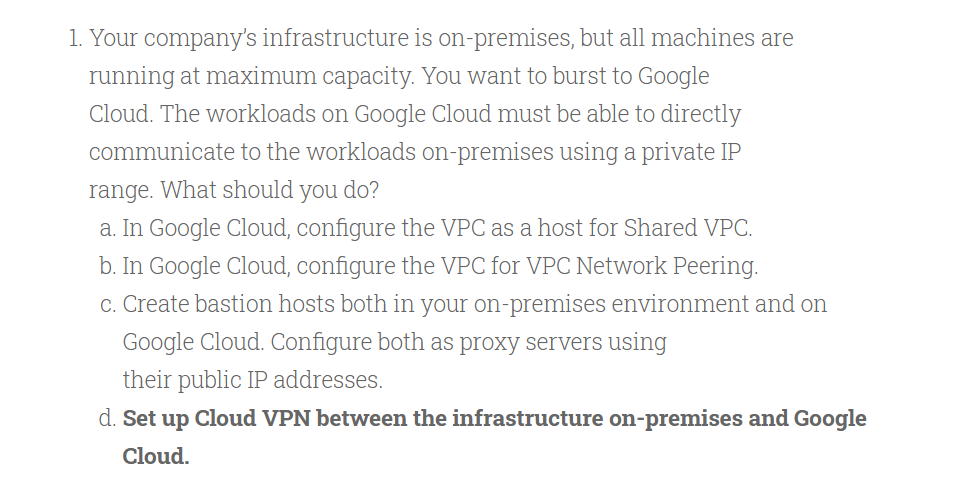 1. Your company's infrastructure is on-premises, but all machines are
running at maximum capacity. You want to burst to Google
Cloud. The workloads on Google Cloud must be able to directly
communicate to the workloads on-premises using a private IP
range. What should you do?
a. In Google Cloud, configure the VPC as a host for Shared VPC.
b. In Google Cloud, configure the VPC for VPC Network Peering.
c. Create bastion hosts both in your on-premises environment and on
Google Cloud. Configure both as proxy servers using
their public IP addresses.
d. Set up Cloud VPN between the infrastructure on-premises and Google
Cloud.